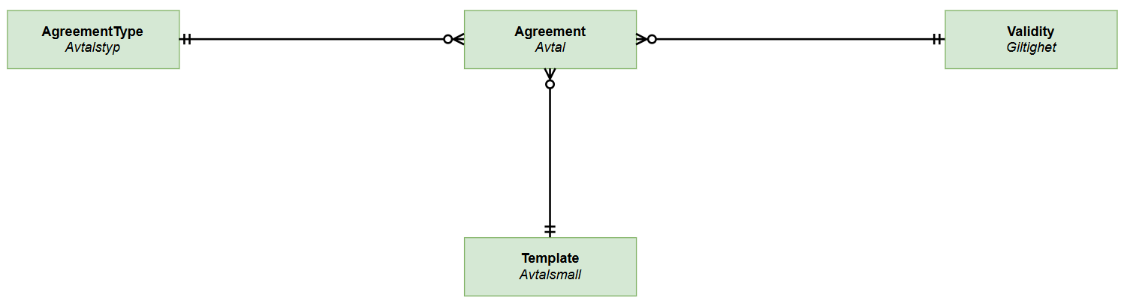 AgreementType
Avtalstyp
Agreement
Avtal
Validity
Giltighet
Template
Avtalsmall